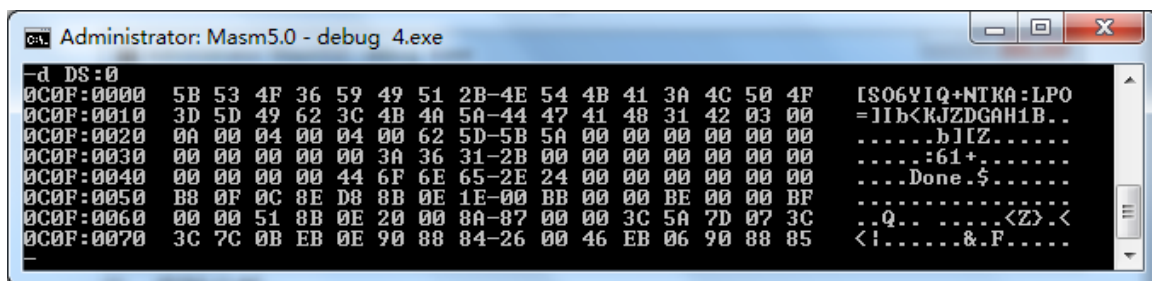 Administrator: Masm5.0 - debug 4.exe
-d DS:0
0C0F:0000 5B 53 4F 36 59 49 51 2B-4E 54 4B 41 3A 4C 50 4F [SO6YIQ+NTKA:LPO
0C0F:0010 3D 5D 49 62 3C 4B 4A 5A-44 47 41 48 31 42 03 00 =]Ib<KJZDGAH1B..
0C0F:0020 0A 00 04 00 04 00 62 5D-5B 5A 00 00 00 00 00 00 ......b][Z......
0C0F:0030 00 00 00 00 00 3A 36 31-2B 00 00 00 00 00 00 00 .....:61+.......
0C0F:0040 00 00 00 00 44 6F 6E 65-2E 24 00 00 00 00 00 00 ....Done.$......
0C0F:0050 B8 0F 0C 8E D8 8B 0E 1E-00 BB 00 00 BE 00 00 BF ................
0C0F:0060 00 00 51 8B 0E 20 00 8A-87 00 00 3C 5A 7D 07 3C ..Q.. .....<Z}.<
0C0F:0070 3C 7C 0B EB 0E 90 88 84-26 00 46 EB 06 90 88 85 <|......&.F.....
-